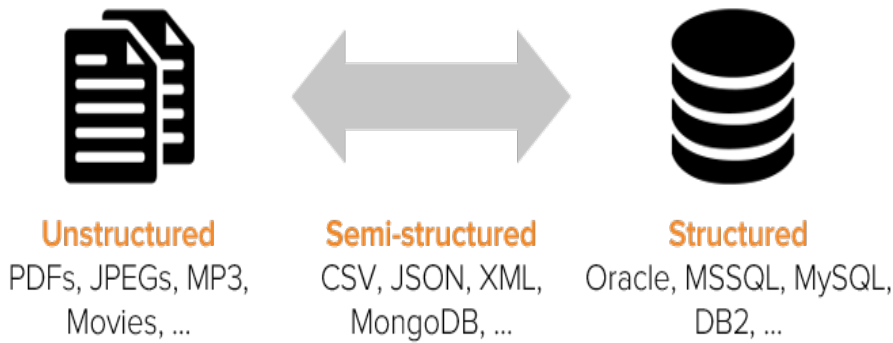 Unstructured
PDFs, JPEGs, MP3,
Movies, ...
Semi-structured
CSV, JSON, XML,
MongoDB, ...
Structured
Oracle, MSSQL, MySQL,
DB2, ...